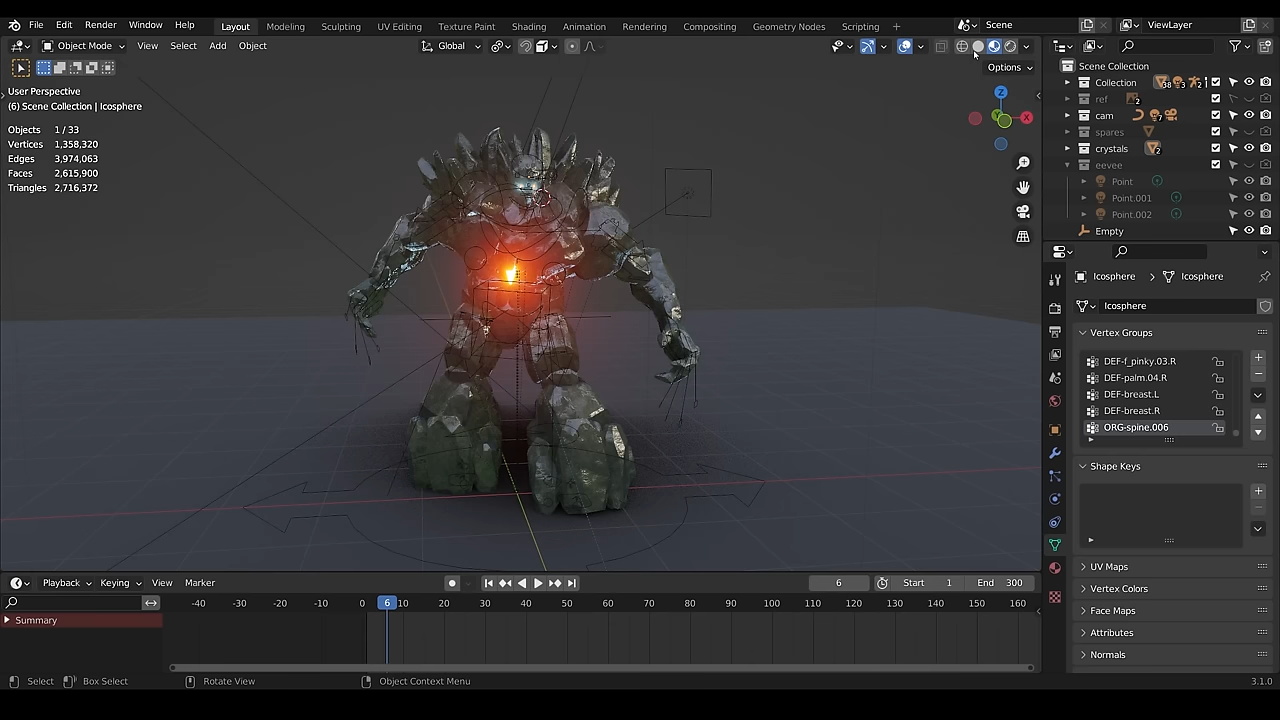 File Edit Render Window Help Layout Modeling Sculpting UV Editing Texture Paint Shading Animation Rendering Compositing Geometry Nodes Scripting + Scene ViewLayer
Object Mode View Select Add Object Global
Options
User Perspective
(6) Scene Collection | Icosphere
Objects 1 / 33
Vertices 1,358,320
Edges 3,974,063
Faces 2,615,900
Triangles 2,716,372
Z
X
Scene Collection
Collection 38 3 2
ref 2
cam 7
spares
crystals 2
eevee
Point
Point.001
Point.002
Empty
Icosphere > Icosphere
Icosphere
Vertex Groups
DEF-f_pinky.03.R
DEF-palm.04.R
DEF-breast.L
DEF-breast.R
ORG-spine.006
Shape Keys
UV Maps
Vertex Colors
Face Maps
Attributes
Normals
Playback Keying View Marker 6 Start 1 End 300
-40 -30 -20 -10 0 6 10 20 30 40 50 60 70 80 90 100 110 120 130 140 150 160
Summary
Select Box Select Rotate View Object Context Menu 3.1.0